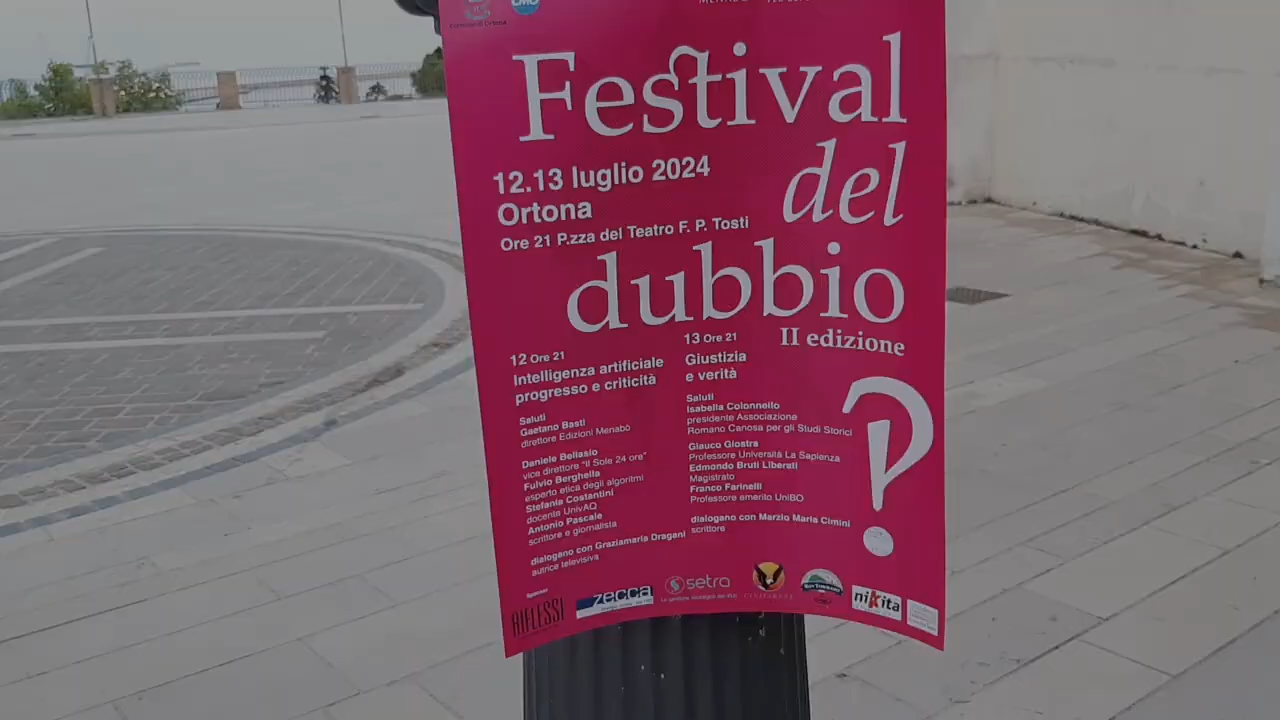 Comune di Ortona
LMO
Festival
del
dubbio
12.13 luglio 2024
Ortona
Ore 21 P.zza del Teatro F. P. Tosti
II edizione
12 Ore 21
Intelligenza artificiale
progresso e criticità
Saluti
Gaetano Basti
direttore Edizioni Menabò
Daniele Bellasio
vice direttore "Il Sole 24 ore"
Fulvio Berghella
esperto etica degli algoritmi
Stefania Costantini
docente UnivAQ
Antonio Pascale
scrittore e giornalista
dialogano con Graziamaria Dragani
autrice televisiva
13 Ore 21
Giustizia
e verità
Saluti
Isabella Colonnello
presidente Associazione
Romano Canosa per gli Studi Storici
Glauco Giostra
Professore Università La Sapienza
Edmondo Bruti Liberati
Magistrato
Franco Farinelli
Professore emerito UniBO
dialogano con Marzio Maria Cimini
scrittore
?
Sponsor
RIFLESSI
zecca
setra
nikita